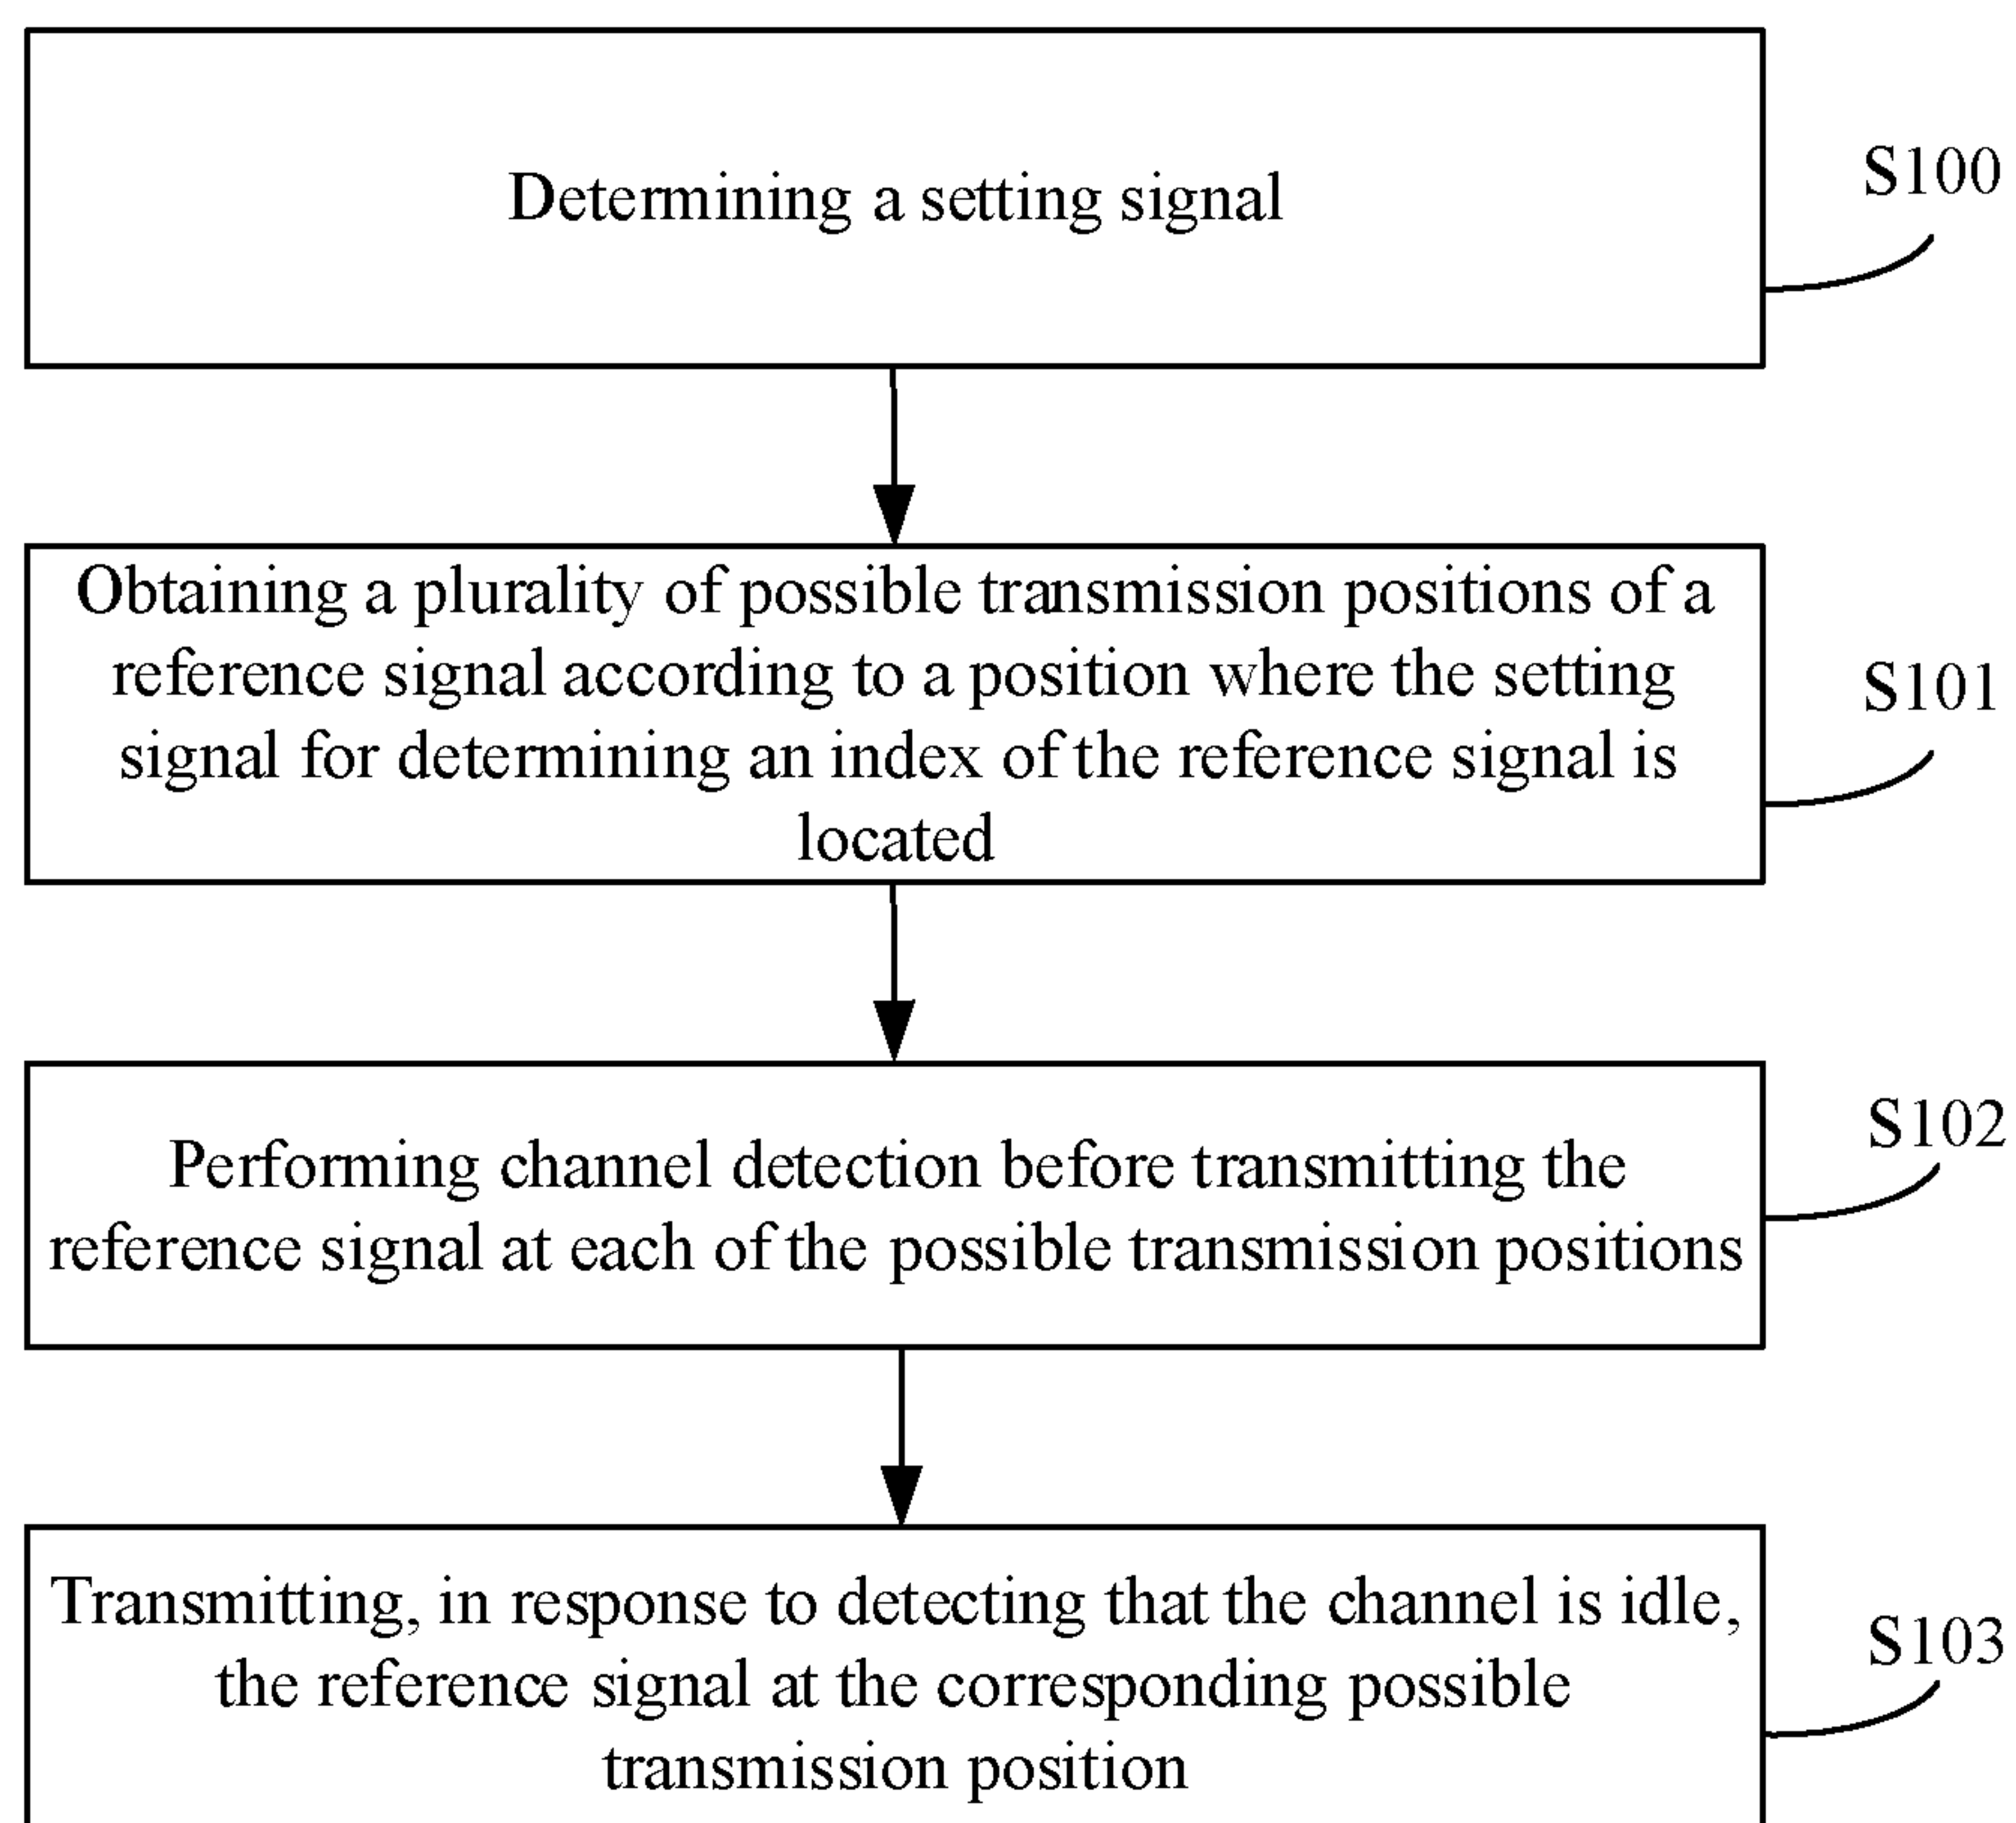 Determining a setting signal
S100
Obtaining a plurality of possible transmission positions of a
reference signal according to a position where the setting
signal for determining an index of the reference signal is
located
S101
Performing channel detection before transmitting the
reference signal at each of the possible transmission positions
S102
Transmitting, in response to detecting that the channel is idle,
the reference signal at the corresponding possible
transmission position
S103